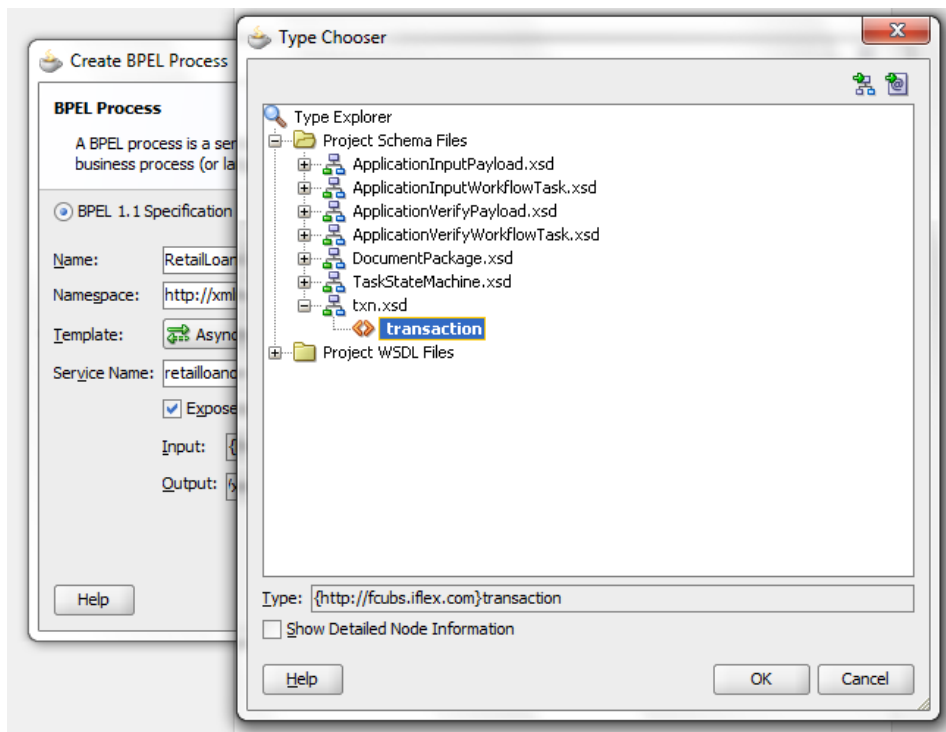 Create BPEL Process
BPEL Process
A BPEL process is a ser
business process (or la
BPEL 1.1 Specification
Name: RetailLoan
Namespace: http://xml
Template: Async
Service Name: retailloano
Expose
Input: {
Output:
Help
Type Chooser
Type Explorer
Project Schema Files
ApplicationInputPayload.xsd
ApplicationInputWorkflowTask.xsd
ApplicationVerifyPayload.xsd
ApplicationVerifyWorkflowTask.xsd
DocumentPackage.xsd
TaskStateMachine.xsd
txn.xsd
transaction
Project WSDL Files
Type: {http://fcubs.iflex.com}transaction
Show Detailed Node Information
Help OK Cancel